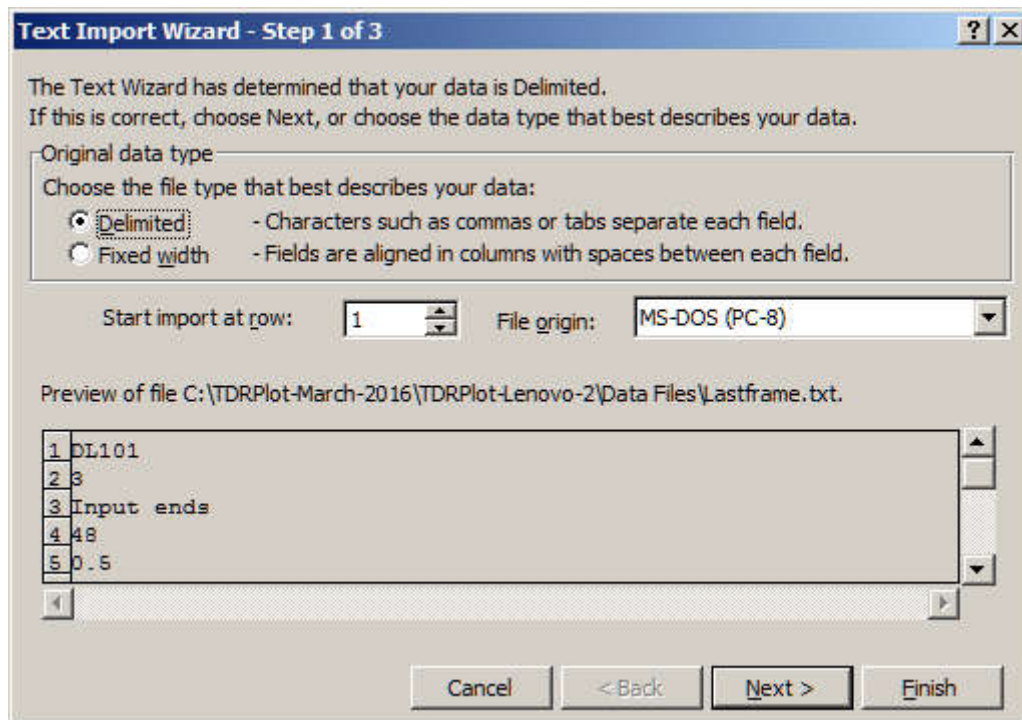 Text Import Wizard - Step 1 of 3
The Text Wizard has determined that your data is Delimited.
If this is correct, choose Next, or choose the data type that best describes your data.
Original data type
Choose the file type that best describes your data:
Delimited - Characters such as commas or tabs separate each field.
Fixed width - Fields are aligned in columns with spaces between each field.
Start import at row: 1 File origin: MS-DOS (PC-8)
Preview of file C:\TDRPlot-March-2016\TDRPlot-Lenovo-2\Data Files\Lastframe.txt.
1 DL101
2 3
3 Input ends
4 48
5 0.5
Cancel < Back Next > Finish